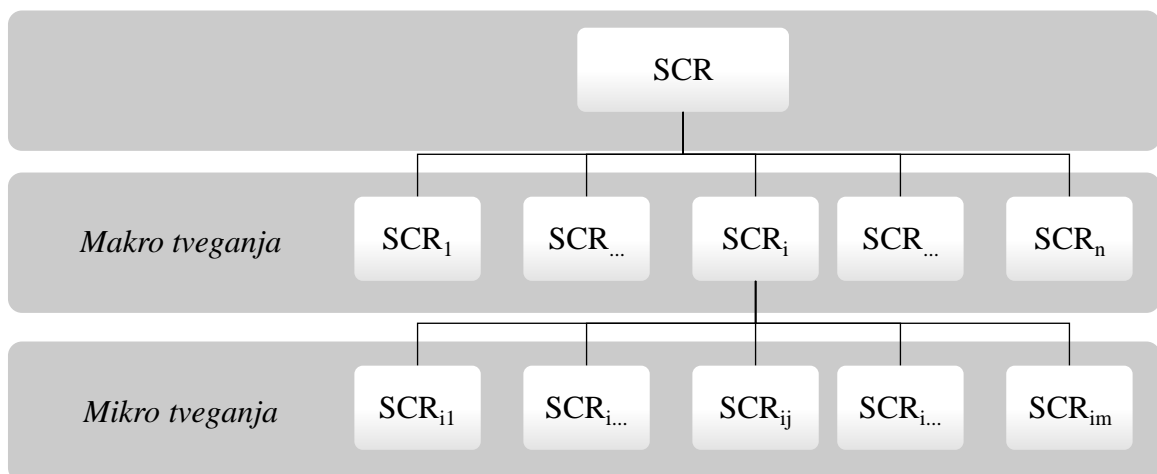 SCR
Makro tveganja SCR₁ SCR... SCRᵢ SCR... SCRₙ
Mikro tveganja SCRᵢ₁ SCRᵢ... SCRᵢⱼ SCRᵢ... SCRᵢₘ